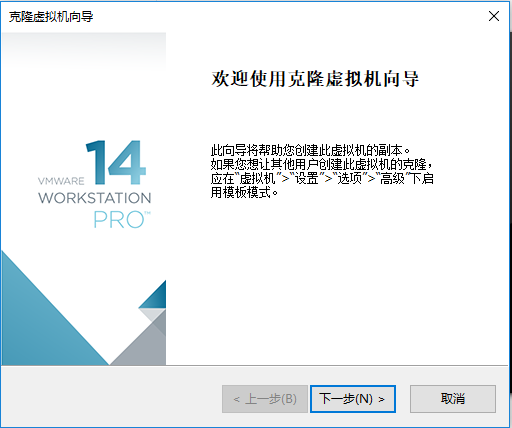 克隆虚拟机向导
欢迎使用克隆虚拟机向导
14
VMWARE
WORKSTATION
PRO™
此向导将帮助您创建此虚拟机的副本。
如果您想让其他用户创建此虚拟机的克隆，
应在“虚拟机”>“设置”>“选项”>“高级”下启
用模板模式。
< 上一步(B)
下一步(N) >
取消